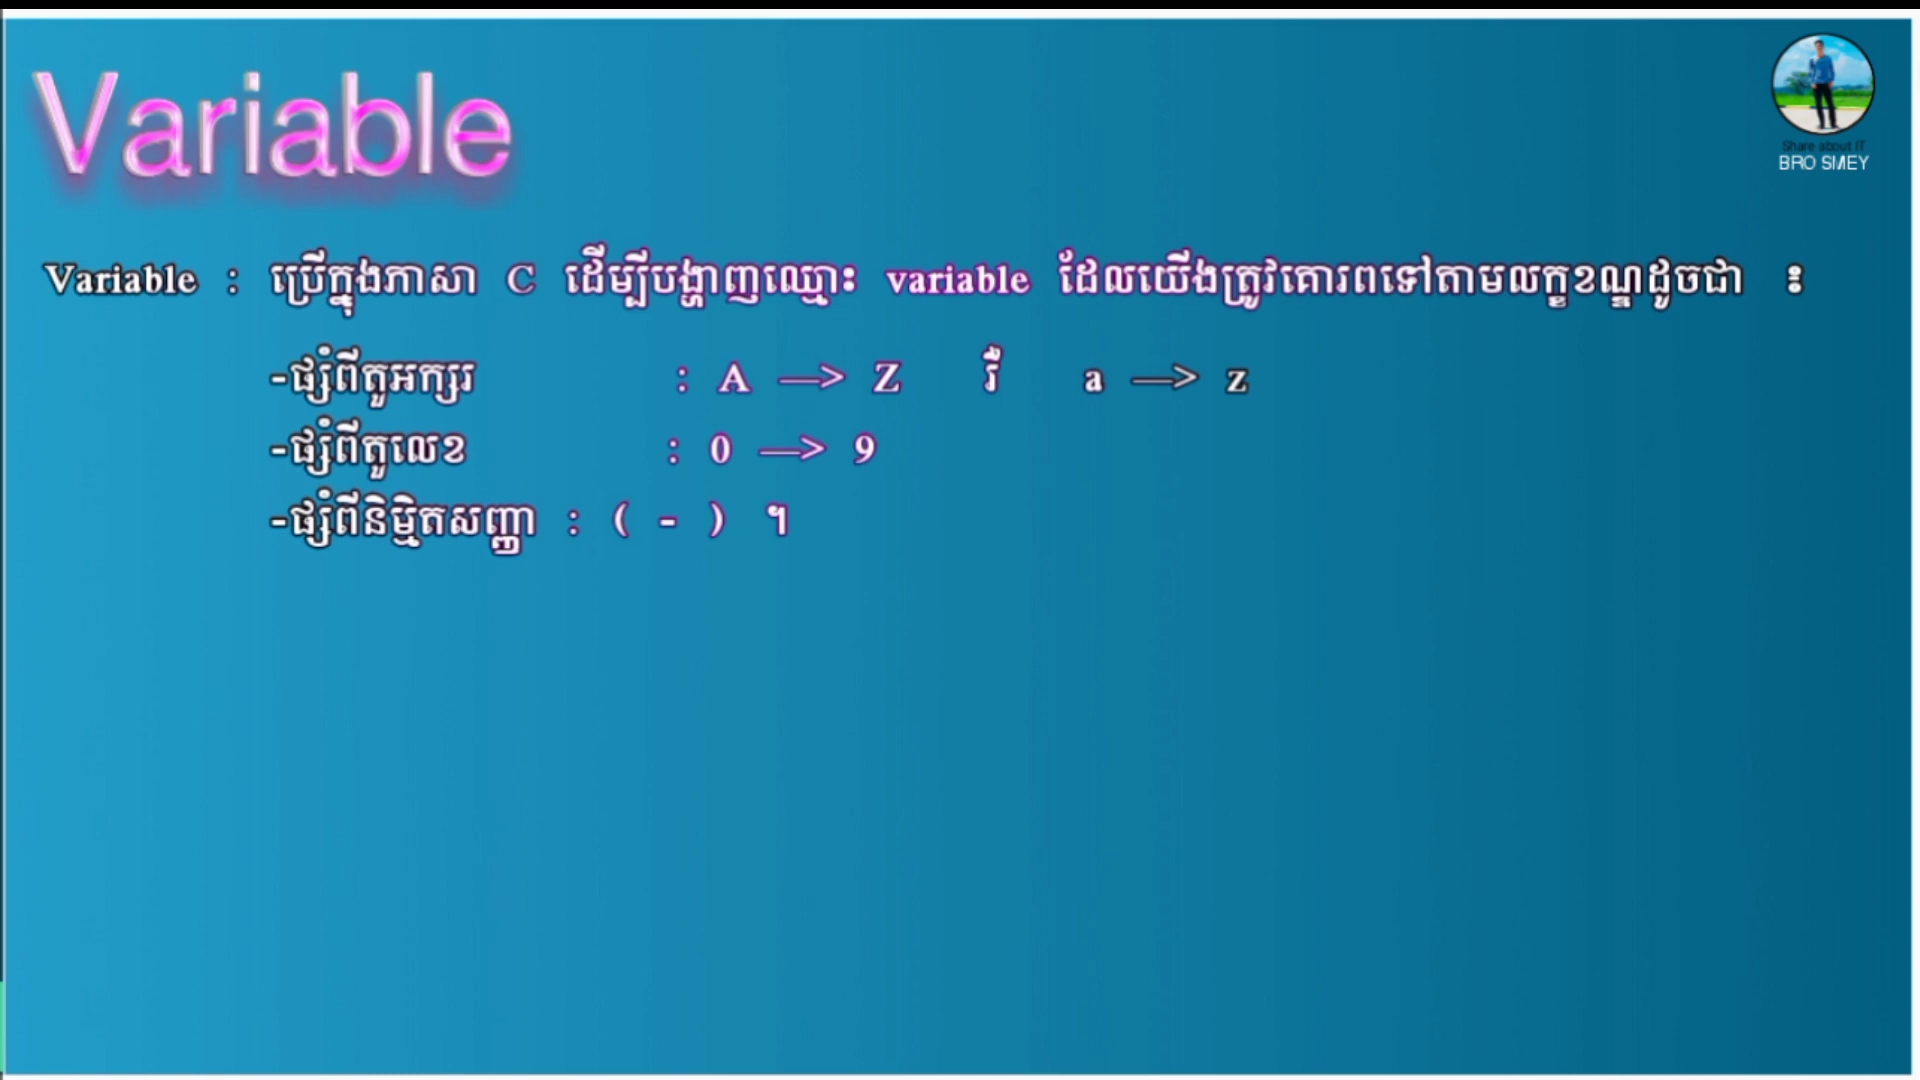 Variable
Share about IT
BRO SMEY
Variable : ប្រើក្នុងភាសា C ដើម្បីបង្ហាញឈ្មោះ variable ដែលយើងត្រូវគោរពទៅតាមលក្ខខណ្ឌដូចជា ៖
-ផ្សំពីតួអក្សរ : A —> Z រឺ a —> z
-ផ្សំពីតួលេខ : 0 —> 9
-ផ្សំពីនិម្មិតសញ្ញា : ( - ) ។